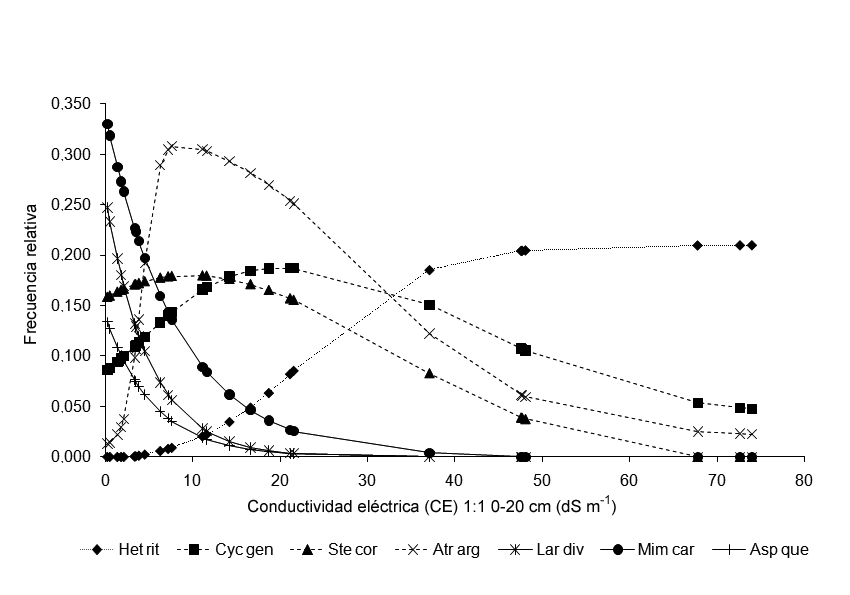 0.350
0.300
0.250
0.200
0.150
0.100
0.050
0.000
Frecuencia relativa
0 10 20 30 40 50 60 70 80
Conductividad eléctrica (CE) 1:1 0-20 cm (dS m⁻¹)
Het rit Cyc gen Ste cor Atr arg Lar div Mim car Asp que